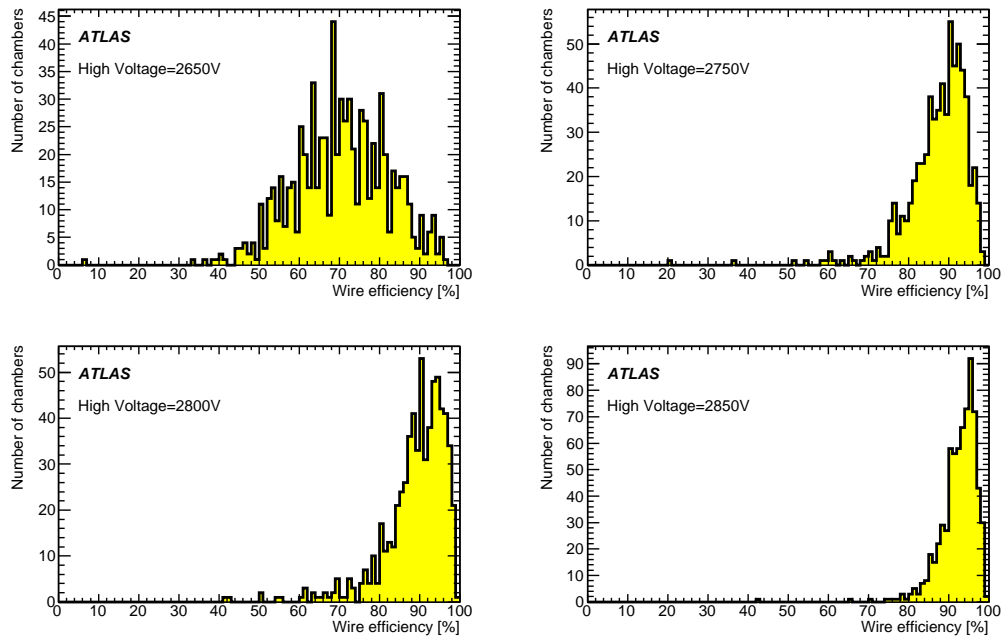 Number of chambers
45
40
35
30
25
20
15
10
5
0
ATLAS
High Voltage=2650V
0 10 20 30 40 50 60 70 80 90 100
Wire efficiency [%]
Number of chambers
50
40
30
20
10
0
ATLAS
High Voltage=2750V
0 10 20 30 40 50 60 70 80 90 100
Wire efficiency [%]
Number of chambers
50
40
30
20
10
0
ATLAS
High Voltage=2800V
0 10 20 30 40 50 60 70 80 90 100
Wire efficiency [%]
Number of chambers
90
80
70
60
50
40
30
20
10
0
ATLAS
High Voltage=2850V
0 10 20 30 40 50 60 70 80 90 100
Wire efficiency [%]